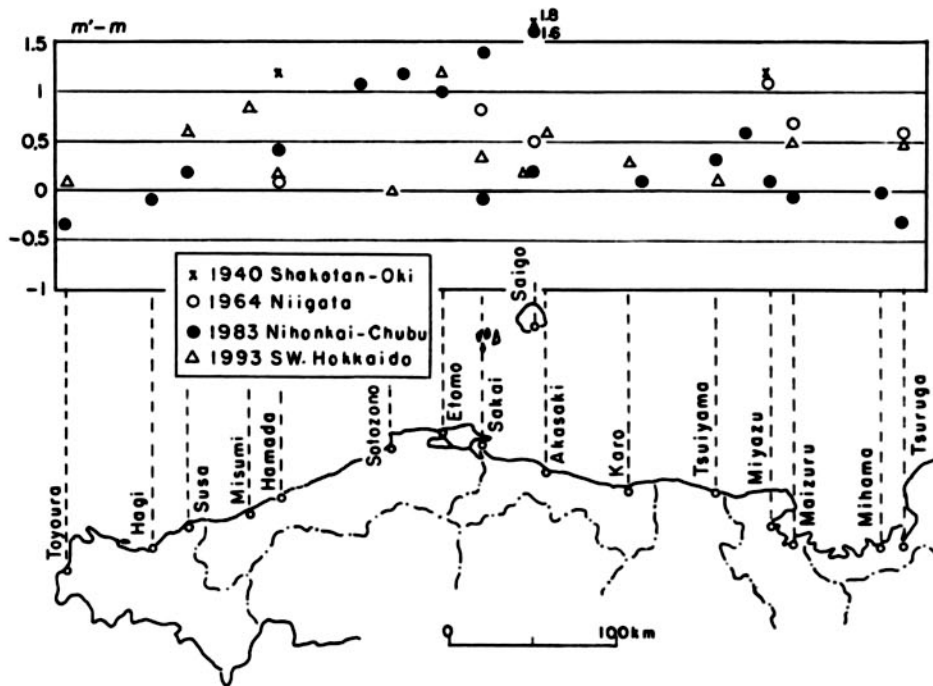 m'-m
1.8
1.6
1.5
1
0.5
0
-0.5
-1
x 1940 Shakotan-Oki
○ 1964 Niigata
● 1983 Nihonkai-Chubu
△ 1993 SW. Hokkaido
Toyoura
Hagi
Susa
Misumi
Hamada
Sotozono
Etomo
Sakai
Saigo
Akasaki
Karo
Tsuiyama
Miyazu
Maizuru
Mihama
Tsuruga
0 100km